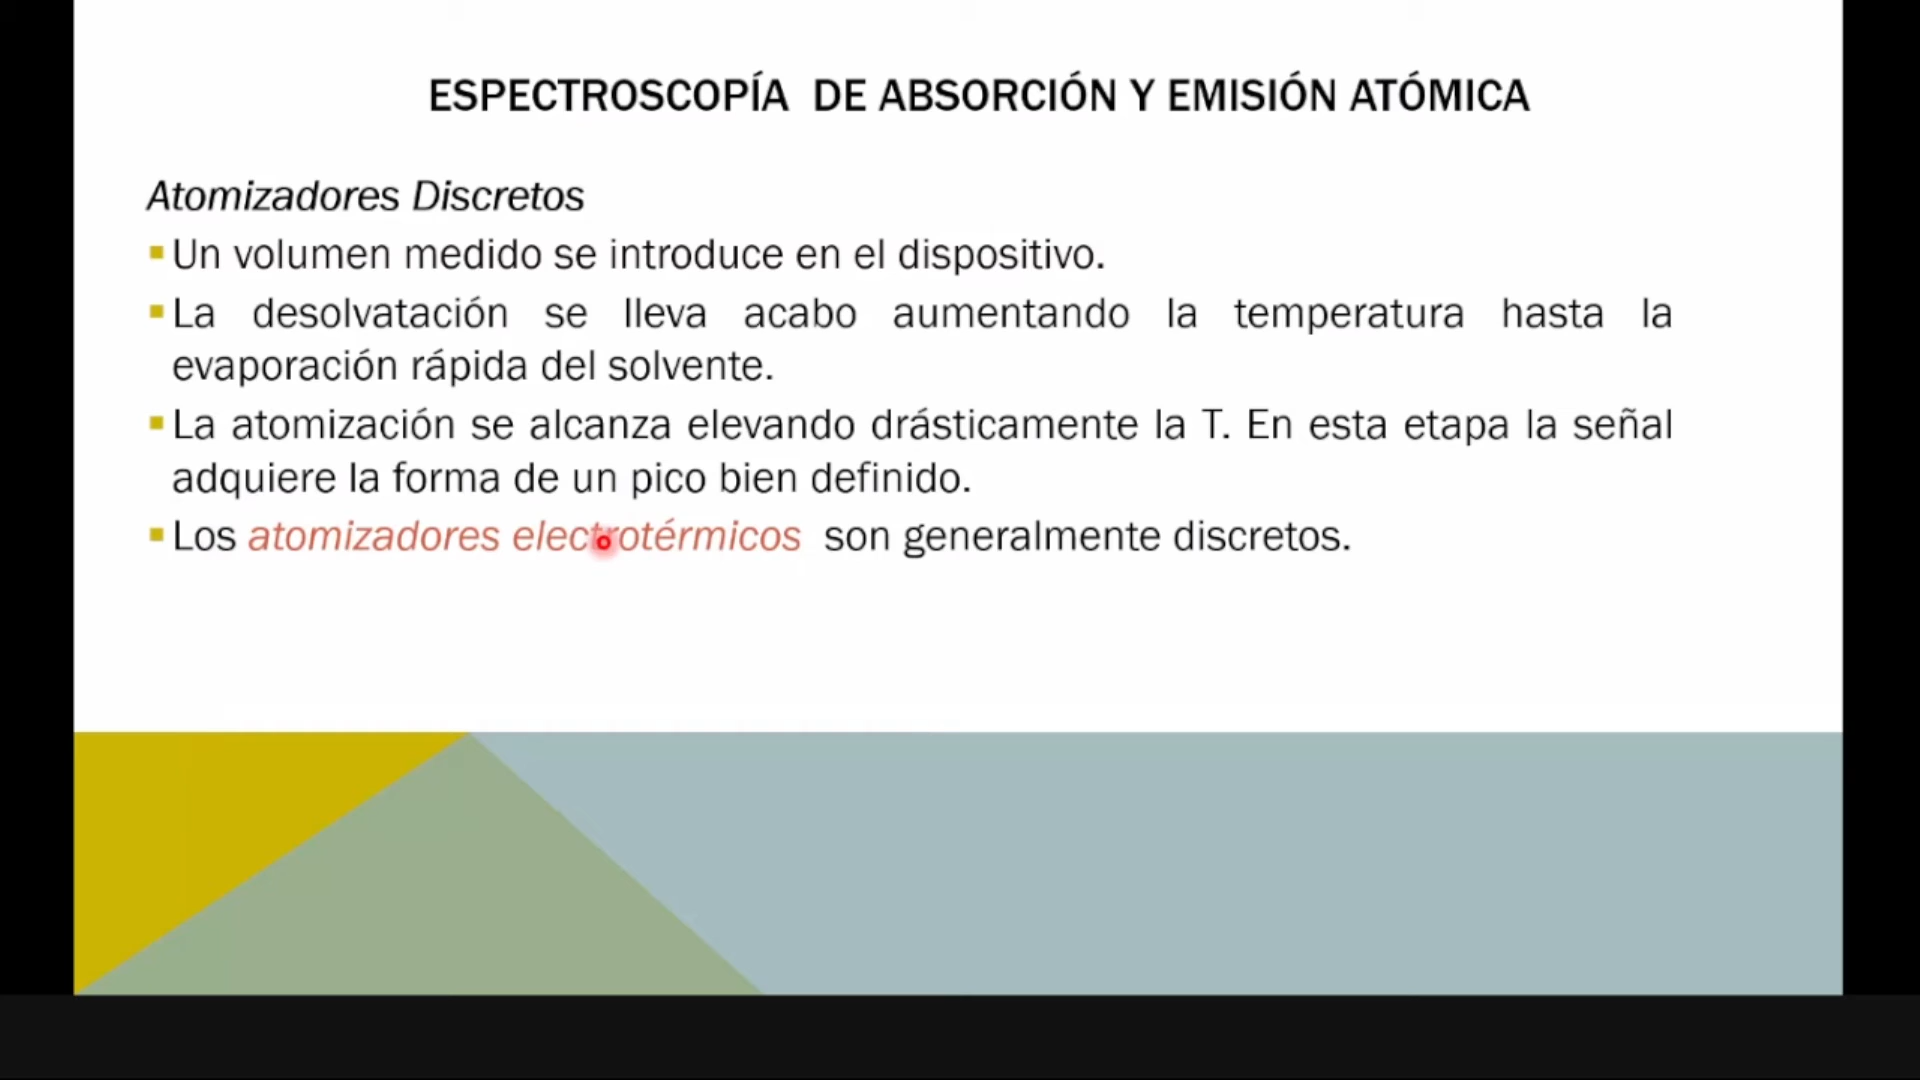 ESPECTROSCOPÍA DE ABSORCIÓN Y EMISIÓN ATÓMICA
Atomizadores Discretos
Un volumen medido se introduce en el dispositivo.
La desolvatación se lleva acabo aumentando la temperatura hasta la
evaporación rápida del solvente.
La atomización se alcanza elevando drásticamente la T. En esta etapa la señal
adquiere la forma de un pico bien definido.
Los atomizadores electrotérmicos son generalmente discretos.